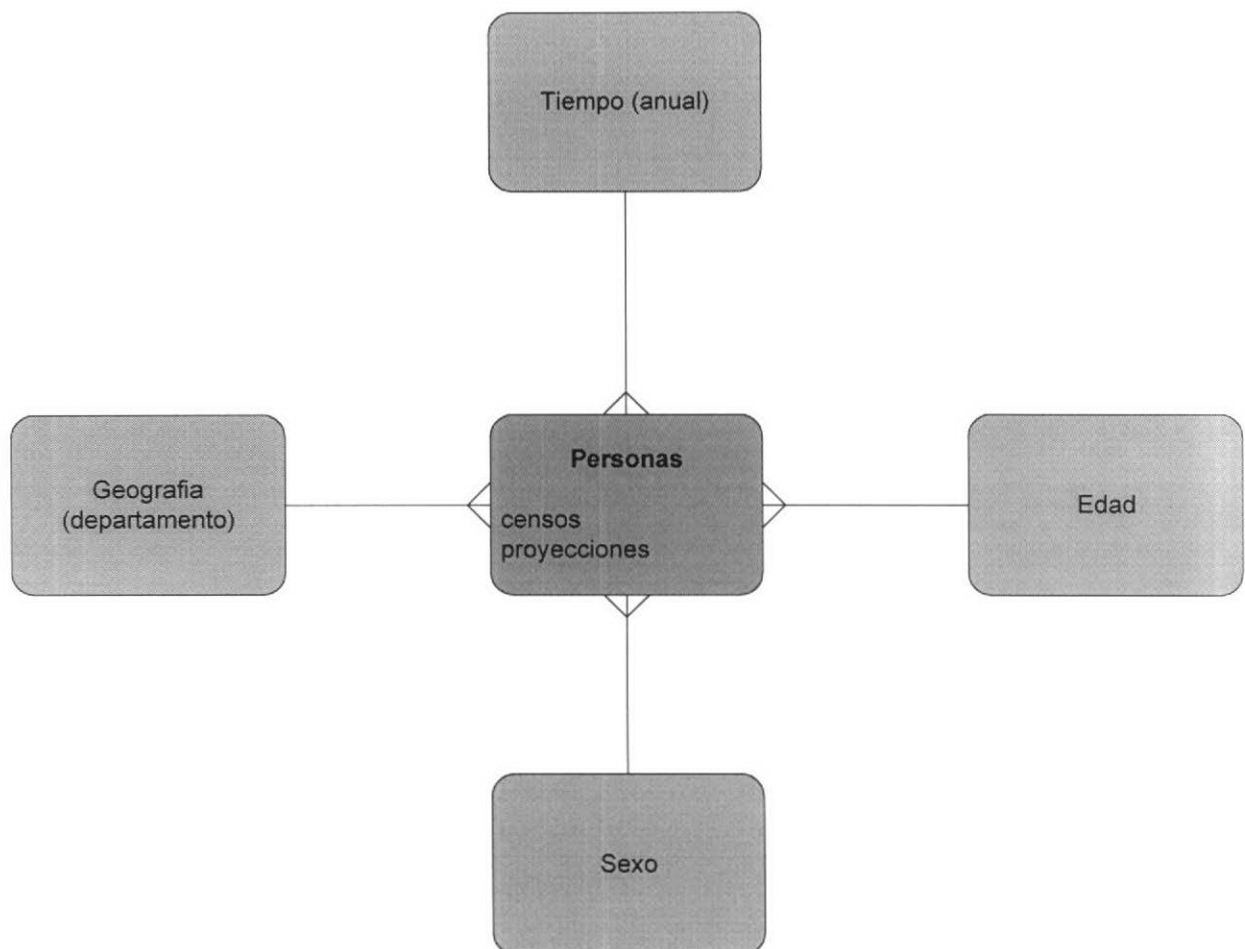 Tiempo (anual)
Geografia
(departamento)
Personas
censos
proyecciones
Edad
Sexo